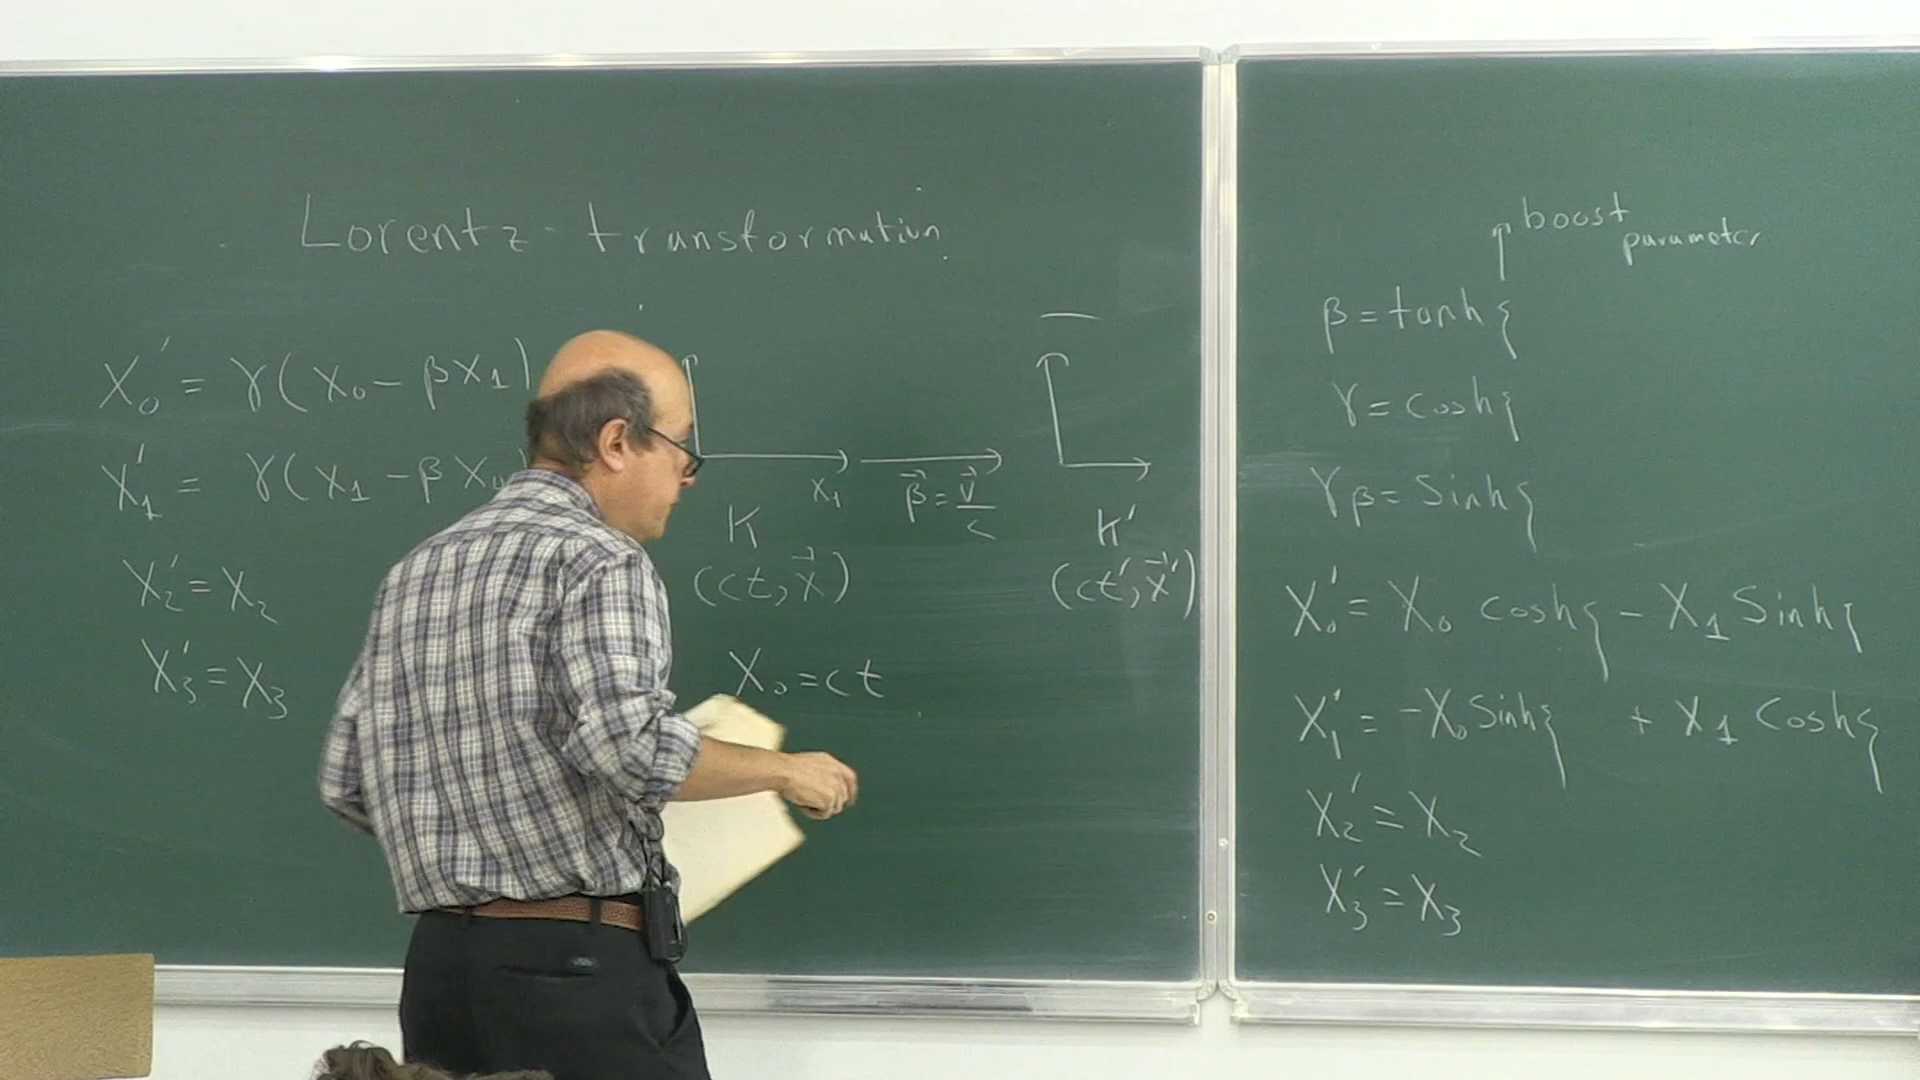 Lorentz-transformation
X₀' = γ(x₀ - βX₁)
X₁' = γ(x₁ - βX₀
X₂' = X₂
X₃' = X₃
x₁
β⃗ = v⃗/c
K
K'
(ct, x⃗)
(ct', x⃗')
X₀ = ct
boost parameter
β = tanh ξ
γ = cosh ξ
γβ = Sinh ξ
X₀' = X₀ cosh ξ - X₁ Sinh ξ
X₁' = -X₀ Sinh ξ + X₁ Cosh ξ
X₂' = X₂
X₃' = X₃